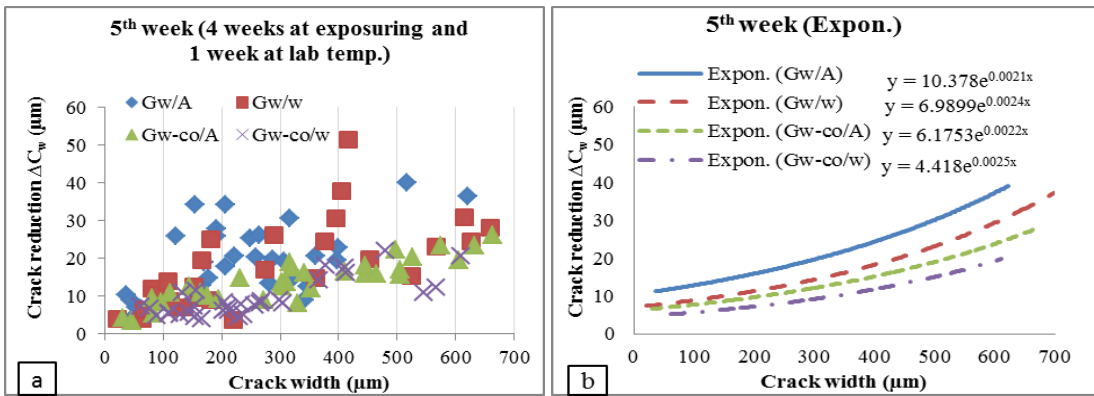 5th week (4 weeks at exposuring and
1 week at lab temp.)
Gw/A
Gw/w
Gw-co/A
Gw-co/w
Crack reduction ΔCw (μm)
60
50
40
30
20
10
0
0 100 200 300 400 500 600 700
Crack width (μm)
a
5th week (Expon.)
Expon. (Gw/A) y = 10.378e0.0021x
Expon. (Gw/w) y = 6.9899e0.0024x
Expon. (Gw-co/A) y = 6.1753e0.0022x
Expon. (Gw-co/w) y = 4.418e0.0025x
Crack reduction ΔCw (μm)
60
50
40
30
20
10
0
0 100 200 300 400 500 600 700
Crack width (μm)
b